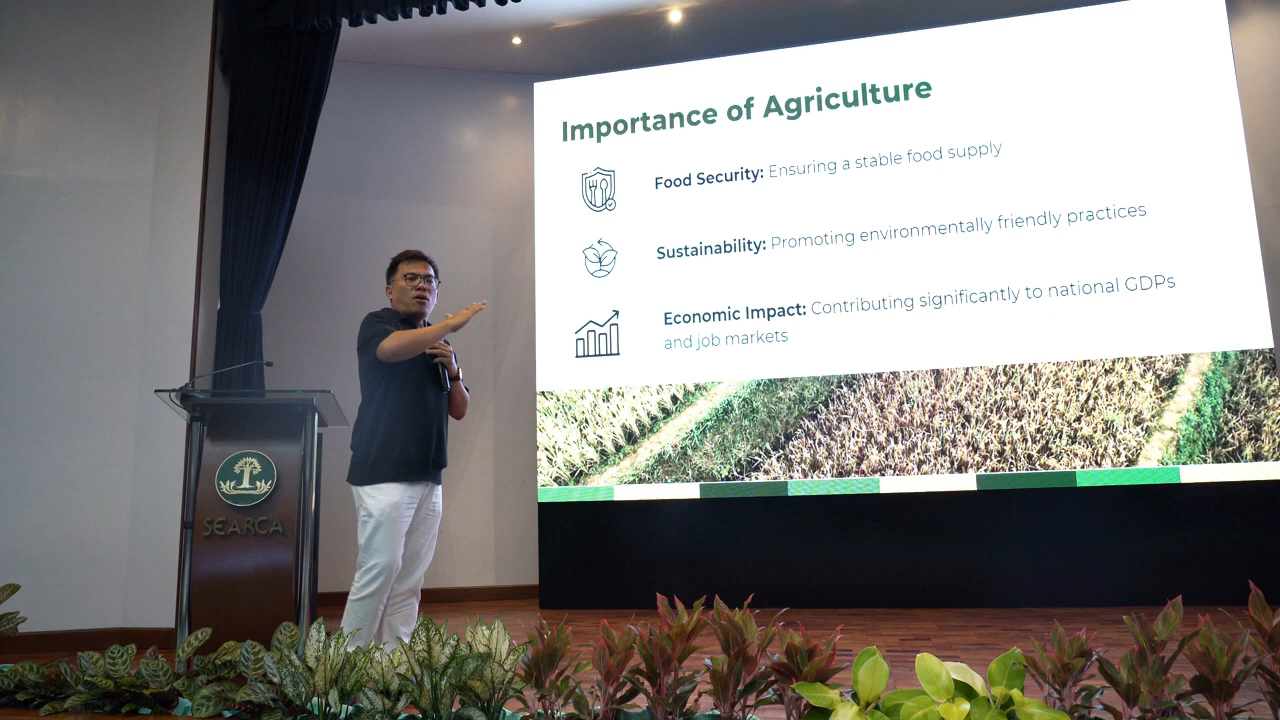 Importance of Agriculture
Food Security: Ensuring a stable food supply
Sustainability: Promoting environmentally friendly practices
Economic Impact: Contributing significantly to national GDPs
and job markets
SEARCA